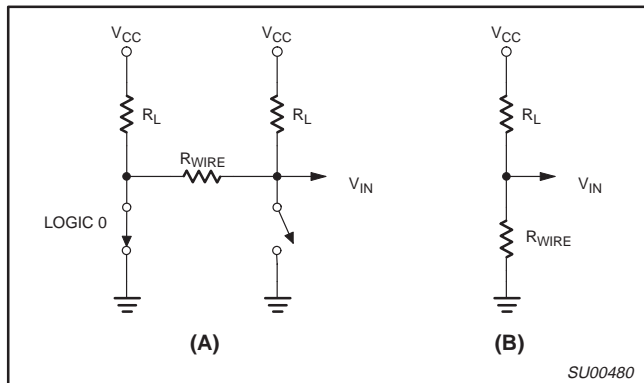 VCC VCC VCC
RL RL RL
RWIRE
VIN VIN
LOGIC 0 RWIRE
(A) (B)
SU00480